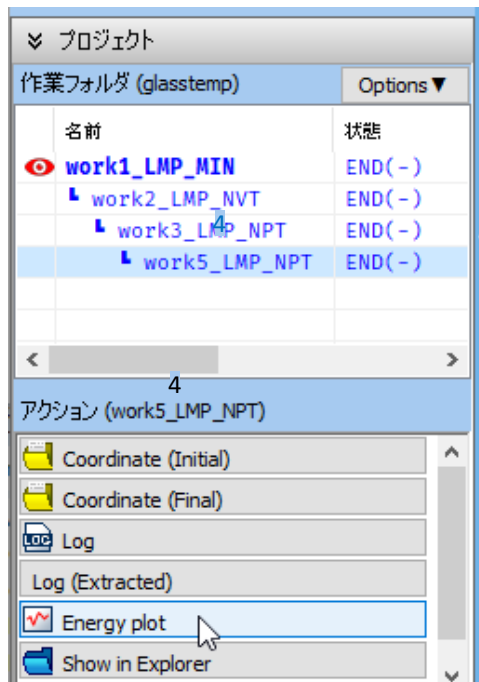 プロジェクト
作業フォルダ (glasstemp) Options▼
名前 状態
work1_LMP_MIN END(-)
work2_LMP_NVT END(-)
4
work3_LMP_NPT END(-)
work5_LMP_NPT END(-)
4
アクション (work5_LMP_NPT)
Coordinate (Initial)
Coordinate (Final)
LOG Log
Log (Extracted)
Energy plot
Show in Explorer